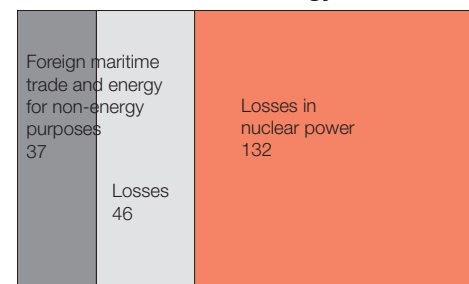 Foreign maritime
trade and energy
for non-energy
purposes
37
Losses
46
Losses in
nuclear power
132